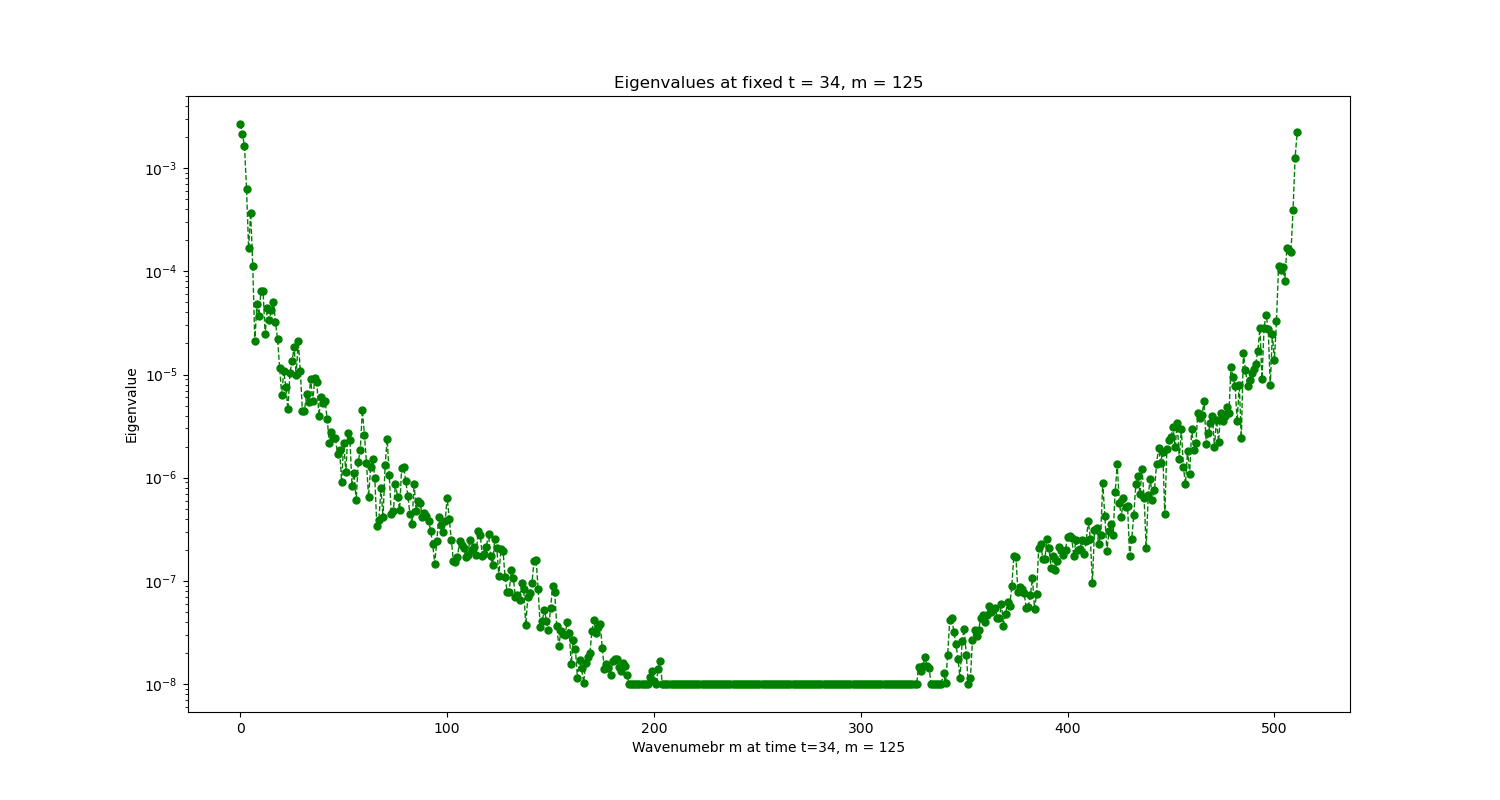 Eigenvalues at fixed t = 34, m = 125
10⁻³
10⁻⁴
10⁻⁵
10⁻⁶
10⁻⁷
10⁻⁸
Eigenvalue
0 100 200 300 400 500
Wavenumebr m at time t=34, m = 125